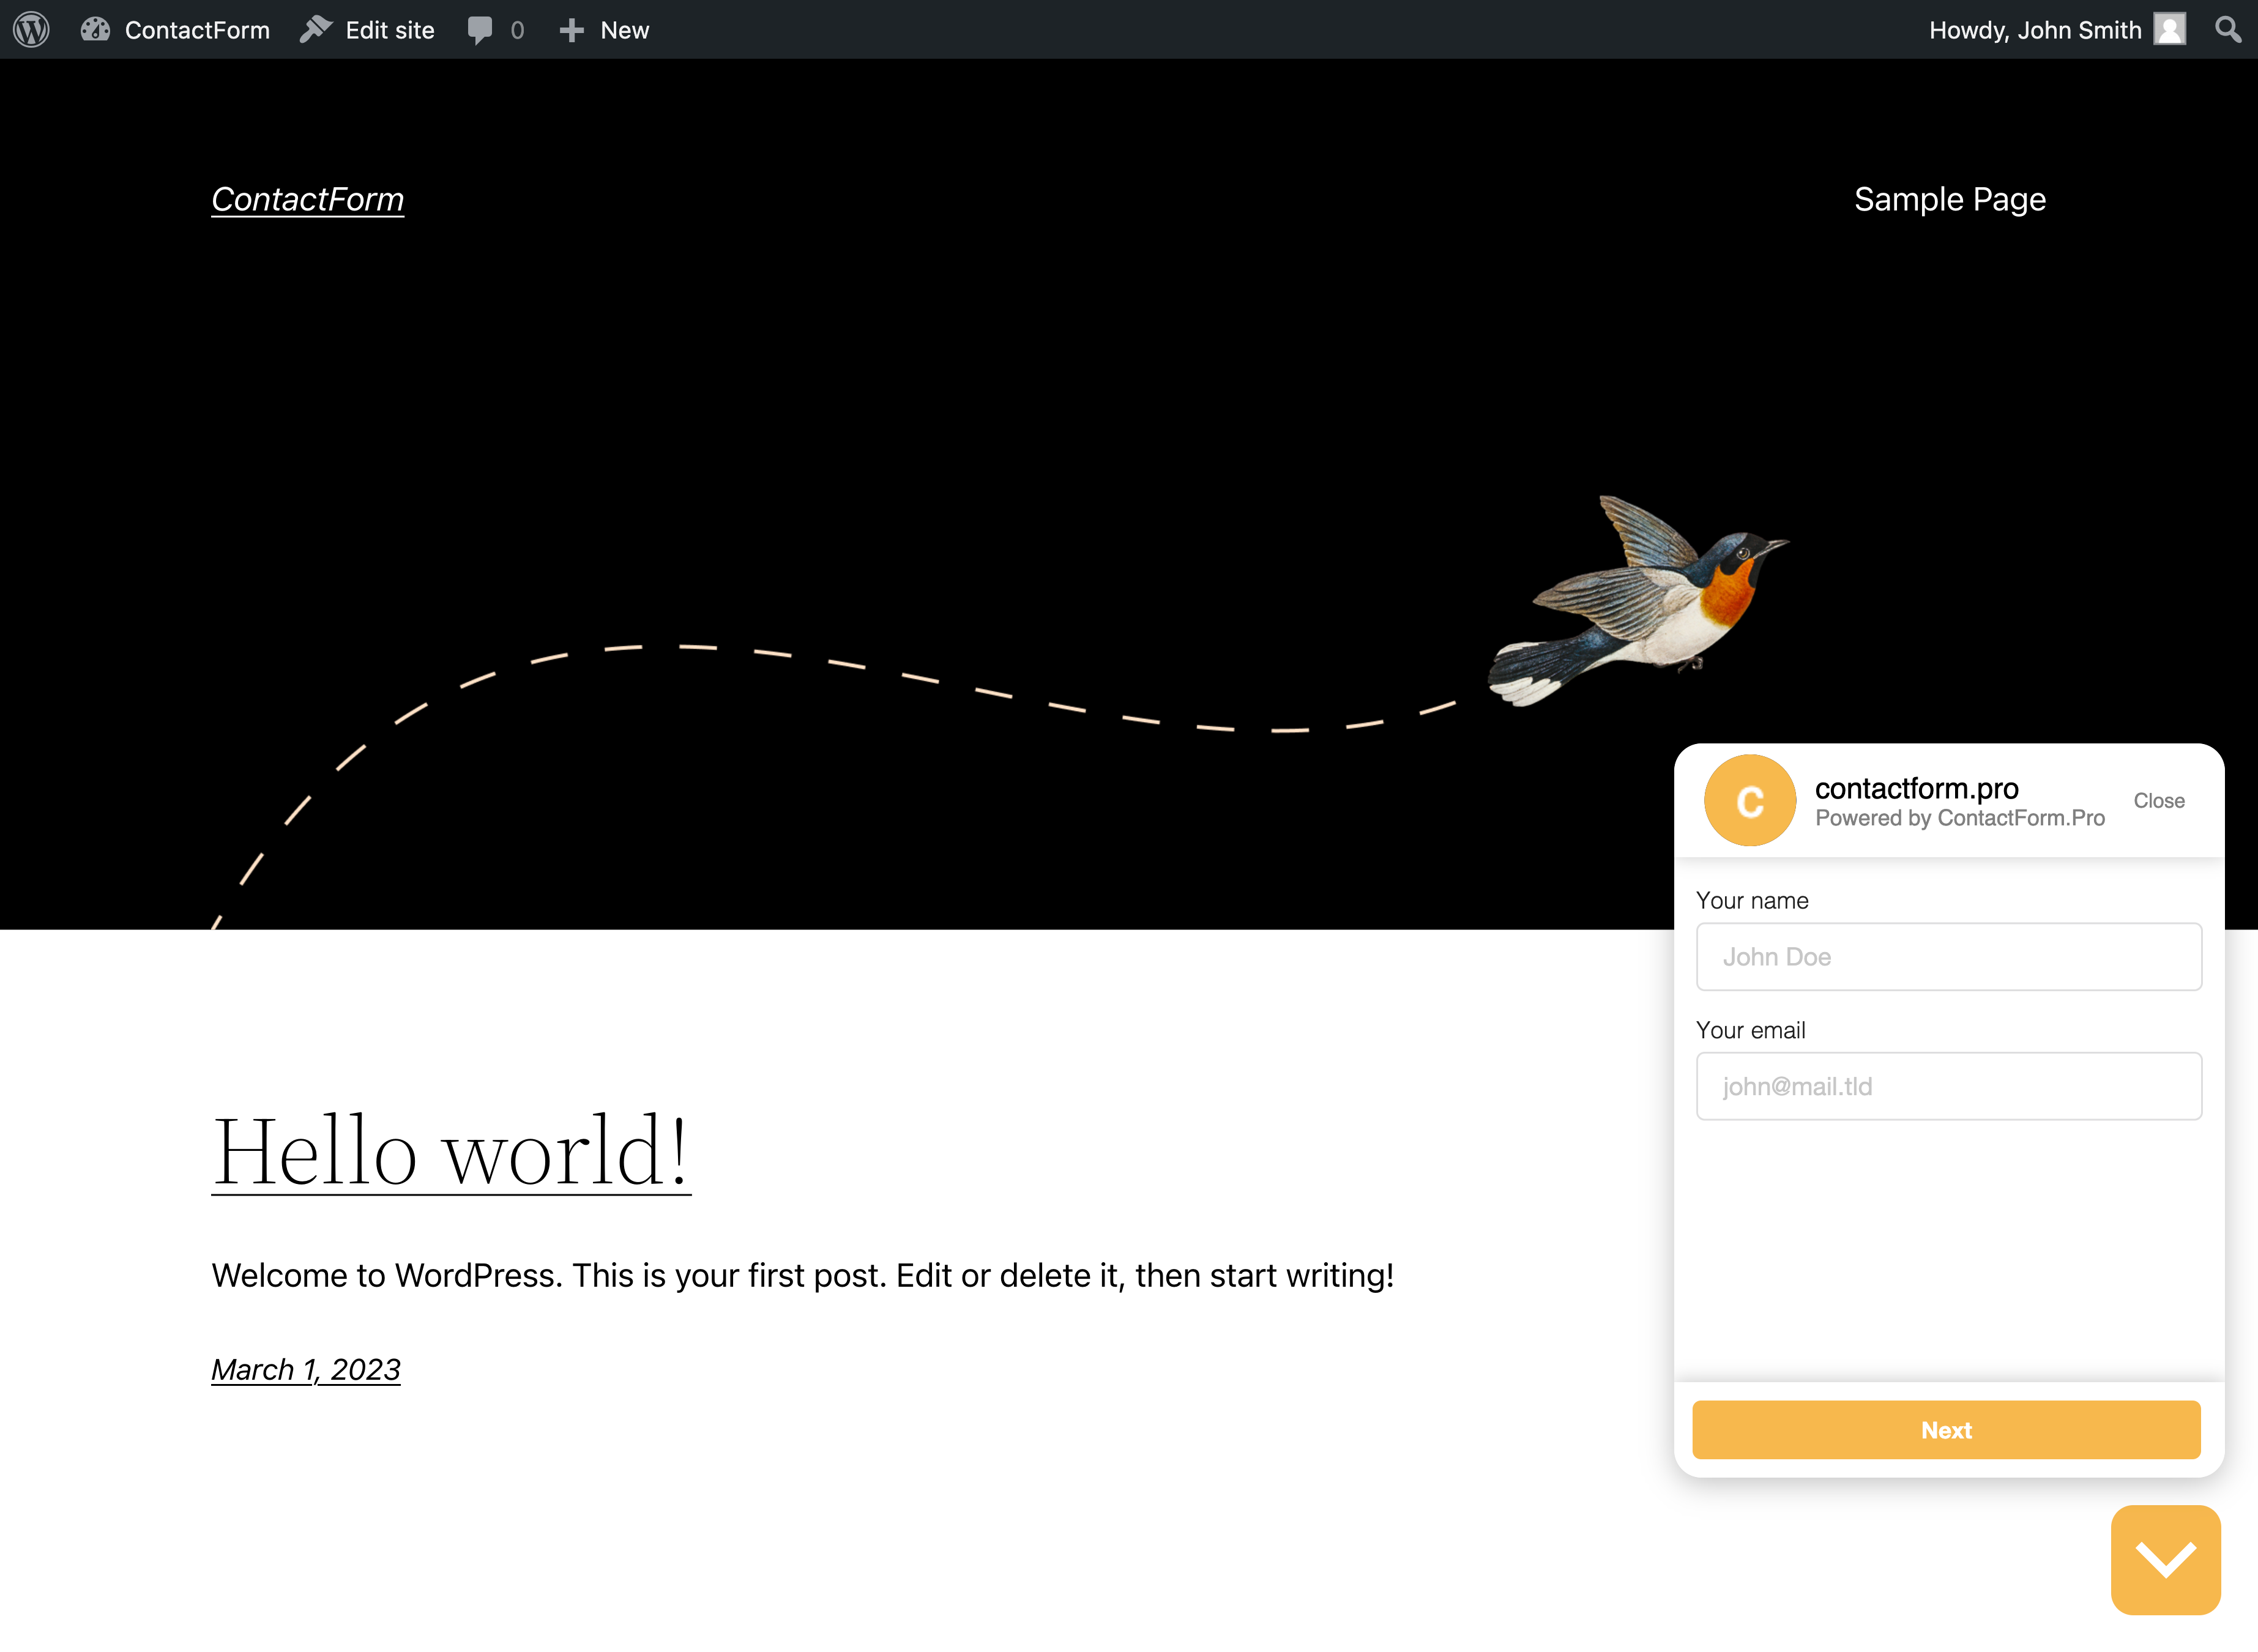 ContactForm Edit site 0 New Howdy, John Smith
ContactForm Sample Page
C
contactform.pro
Powered by ContactForm.Pro
Close
Your name
John Doe
Your email
john@mail.tld
Hello world!
Welcome to WordPress. This is your first post. Edit or delete it, then start writing!
March 1, 2023
Next